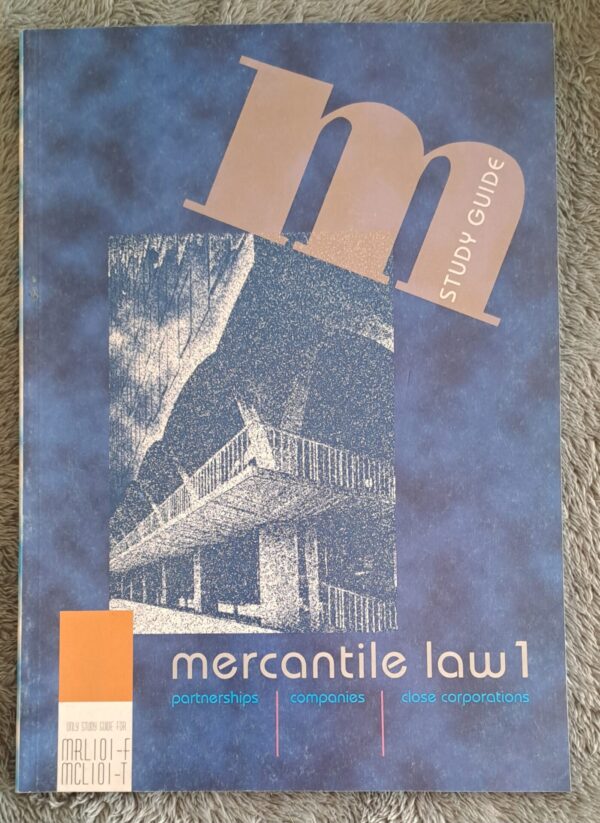 m
STUDY GUIDE
mercantile law 1
partnerships | companies | close corporations
ONLY STUDY GUIDE FOR
MRL101-F
MCL101-T